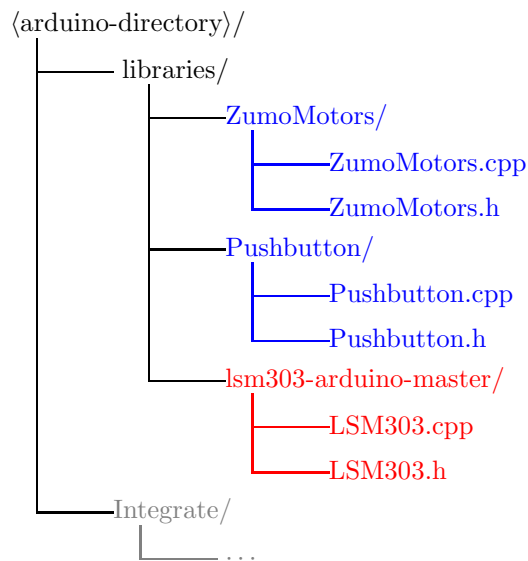 ⟨arduino-directory⟩/
libraries/
ZumoMotors/
ZumoMotors.cpp
ZumoMotors.h
Pushbutton/
Pushbutton.cpp
Pushbutton.h
lsm303-arduino-master/
LSM303.cpp
LSM303.h
Integrate/
...